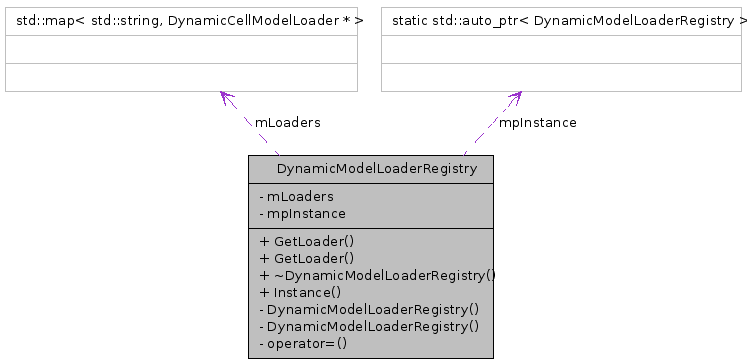 std::map< std::string, DynamicCellModelLoader * >
static std::auto_ptr< DynamicModelLoaderRegistry >
mLoaders
mpInstance
DynamicModelLoaderRegistry
- mLoaders
- mpInstance
+ GetLoader()
+ GetLoader()
+ ~DynamicModelLoaderRegistry()
+ Instance()
- DynamicModelLoaderRegistry()
- DynamicModelLoaderRegistry()
- operator=()